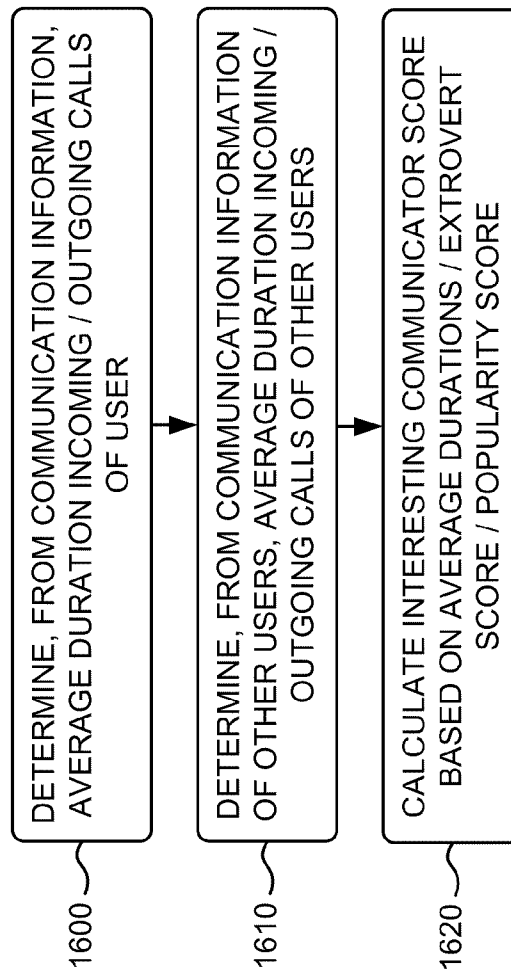 1600
DETERMINE, FROM COMMUNICATION INFORMATION,
AVERAGE DURATION INCOMING / OUTGOING CALLS
OF USER
1610
DETERMINE, FROM COMMUNICATION INFORMATION
OF OTHER USERS, AVERAGE DURATION INCOMING /
OUTGOING CALLS OF OTHER USERS
1620
CALCULATE INTERESTING COMMUNICATOR SCORE
BASED ON AVERAGE DURATIONS / EXTROVERT
SCORE / POPULARITY SCORE